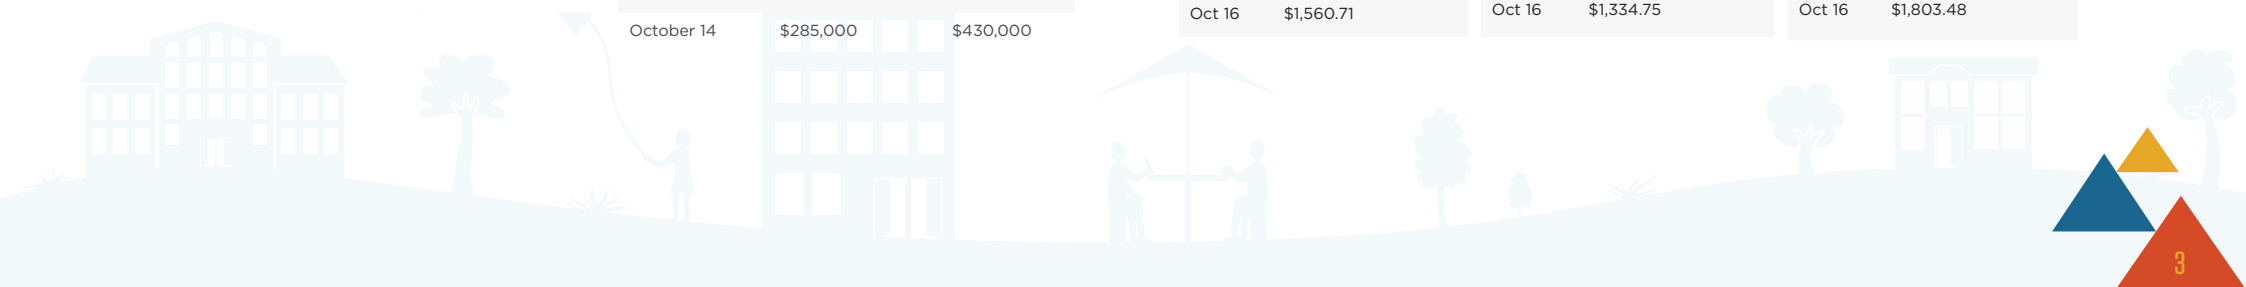 October 14 $285,000 $430,000
Oct 16 $1,560.71
Oct 16 $1,334.75
Oct 16 $1,803.48
3